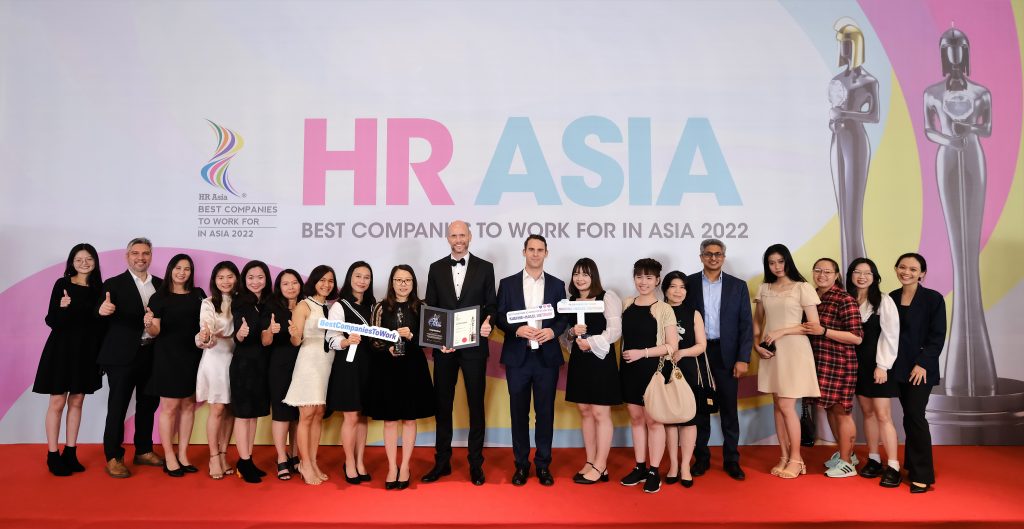 HR ASIA
BEST COMPANIES TO WORK FOR IN ASIA 2022
HR Asia ®
BEST COMPANIES
TO WORK FOR
IN ASIA 2022
#BestCompaniesToWork